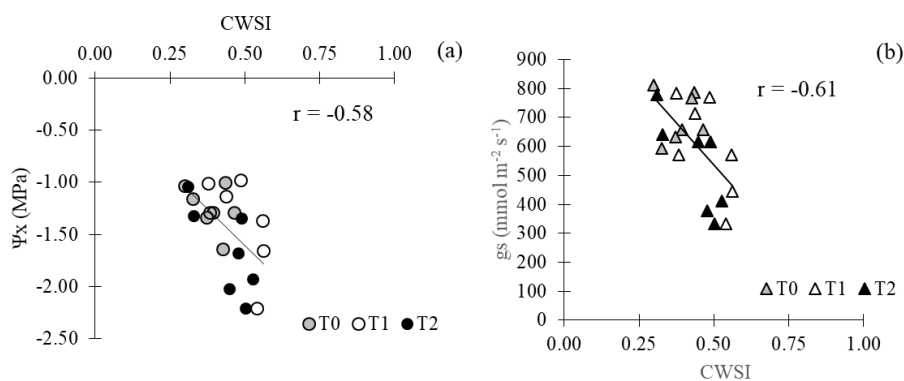 CWSI
0.00 0.25 0.50 0.75 1.00
(a)
0.00
-0.50
-1.00
-1.50
-2.00
-2.50
Ψx (MPa)
r = -0.58
T0 T1 T2
(b)
900
800
700
600
500
400
300
200
100
0
gs (mmol m⁻² s⁻¹)
r = -0.61
T0 T1 T2
0.00 0.25 0.50 0.75 1.00
CWSI